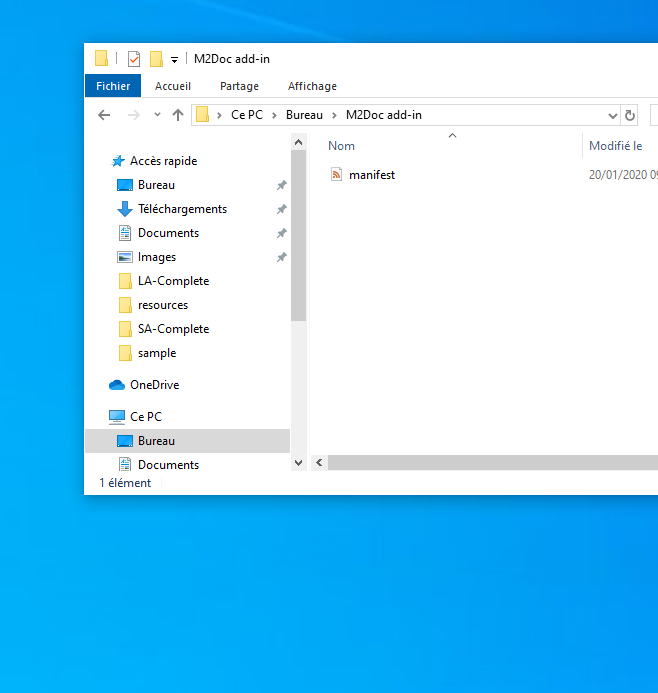 M2Doc add-in
Fichier Accueil Partage Affichage
Ce PC Bureau M2Doc add-in
Nom Modifié le
Accès rapide
manifest 20/01/2020 09
Bureau
Téléchargements
Documents
Images
LA-Complete
resources
SA-Complete
sample
OneDrive
Ce PC
Bureau
Documents
1 élément